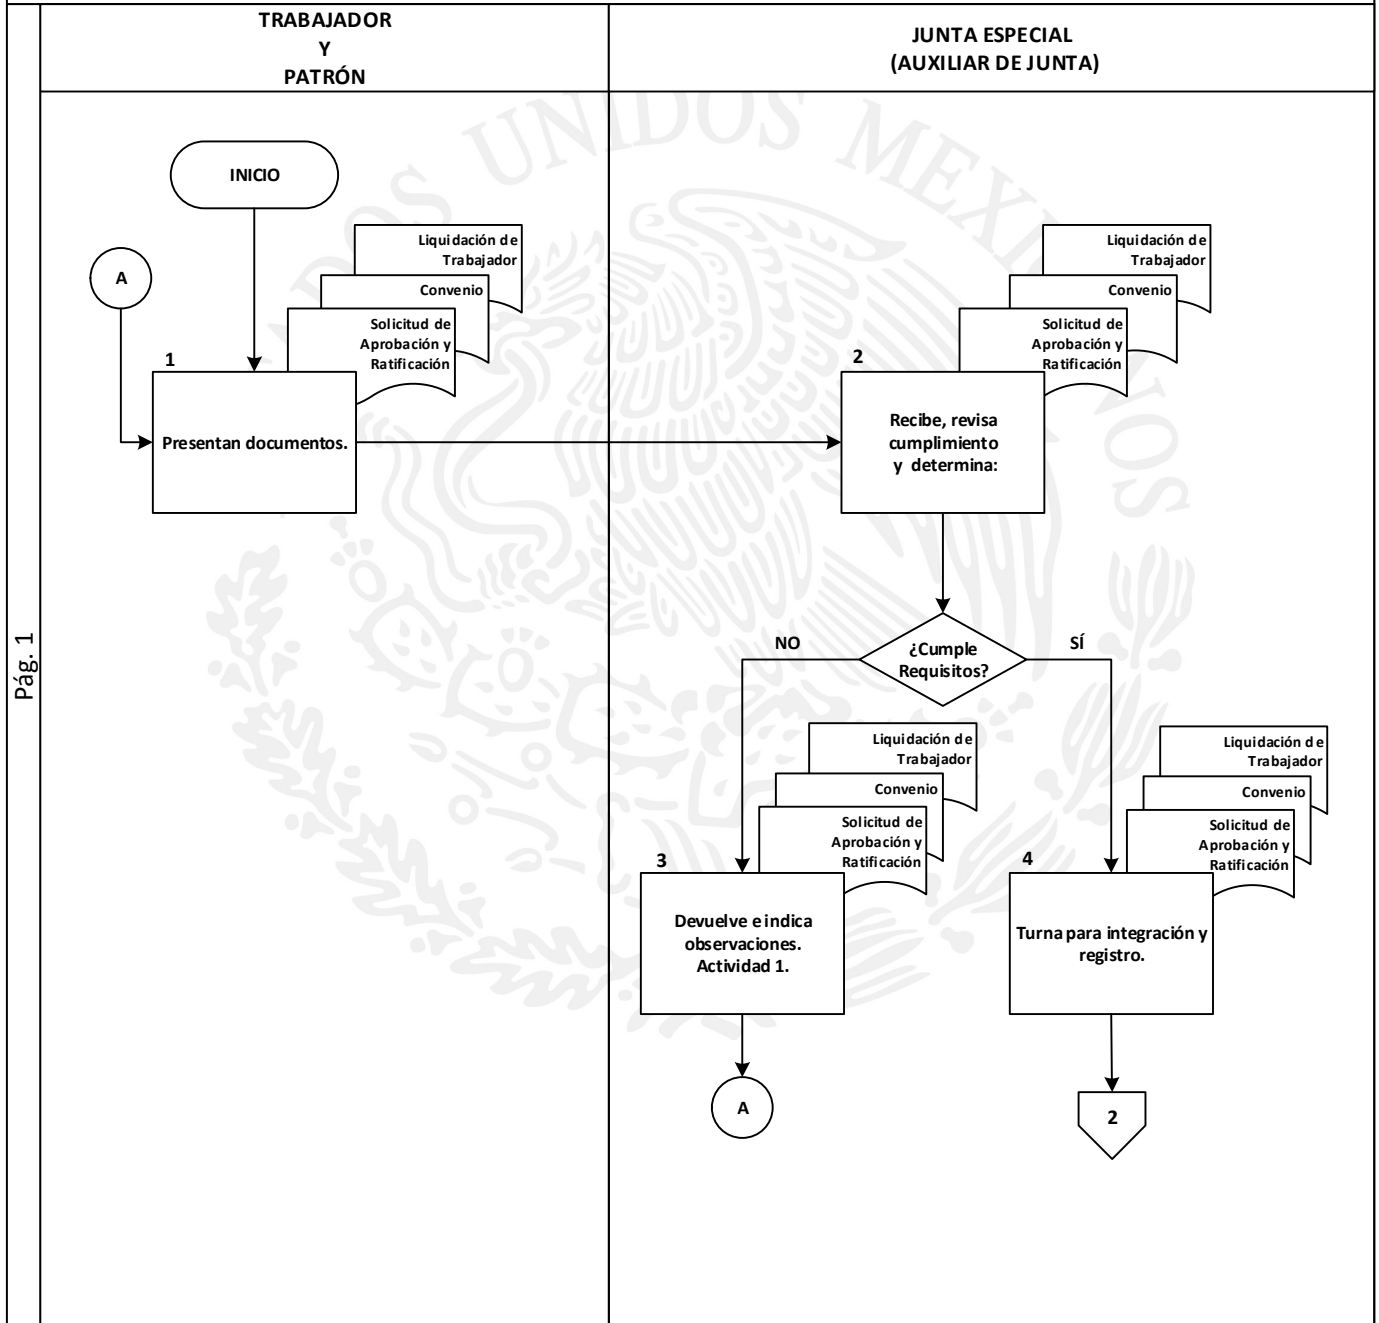 TRABAJADOR
Y
PATRÓN
JUNTA ESPECIAL
(AUXILIAR DE JUNTA)
Pág. 1
UNIDOS MEXICANOS
INICIO
A
Liquidación de
Trabajador
Convenio
Solicitud de
Aprobación y
Ratificación
1
Presentan documentos.
Liquidación de
Trabajador
Convenio
Solicitud de
Aprobación y
Ratificación
2
Recibe, revisa
cumplimiento
y determina:
¿Cumple
Requisitos?
NO
SÍ
Liquidación de
Trabajador
Convenio
Solicitud de
Aprobación y
Ratificación
3
Devuelve e indica
observaciones.
Actividad 1.
A
Liquidación de
Trabajador
Convenio
Solicitud de
Aprobación y
Ratificación
4
Turna para integración y
registro.
2